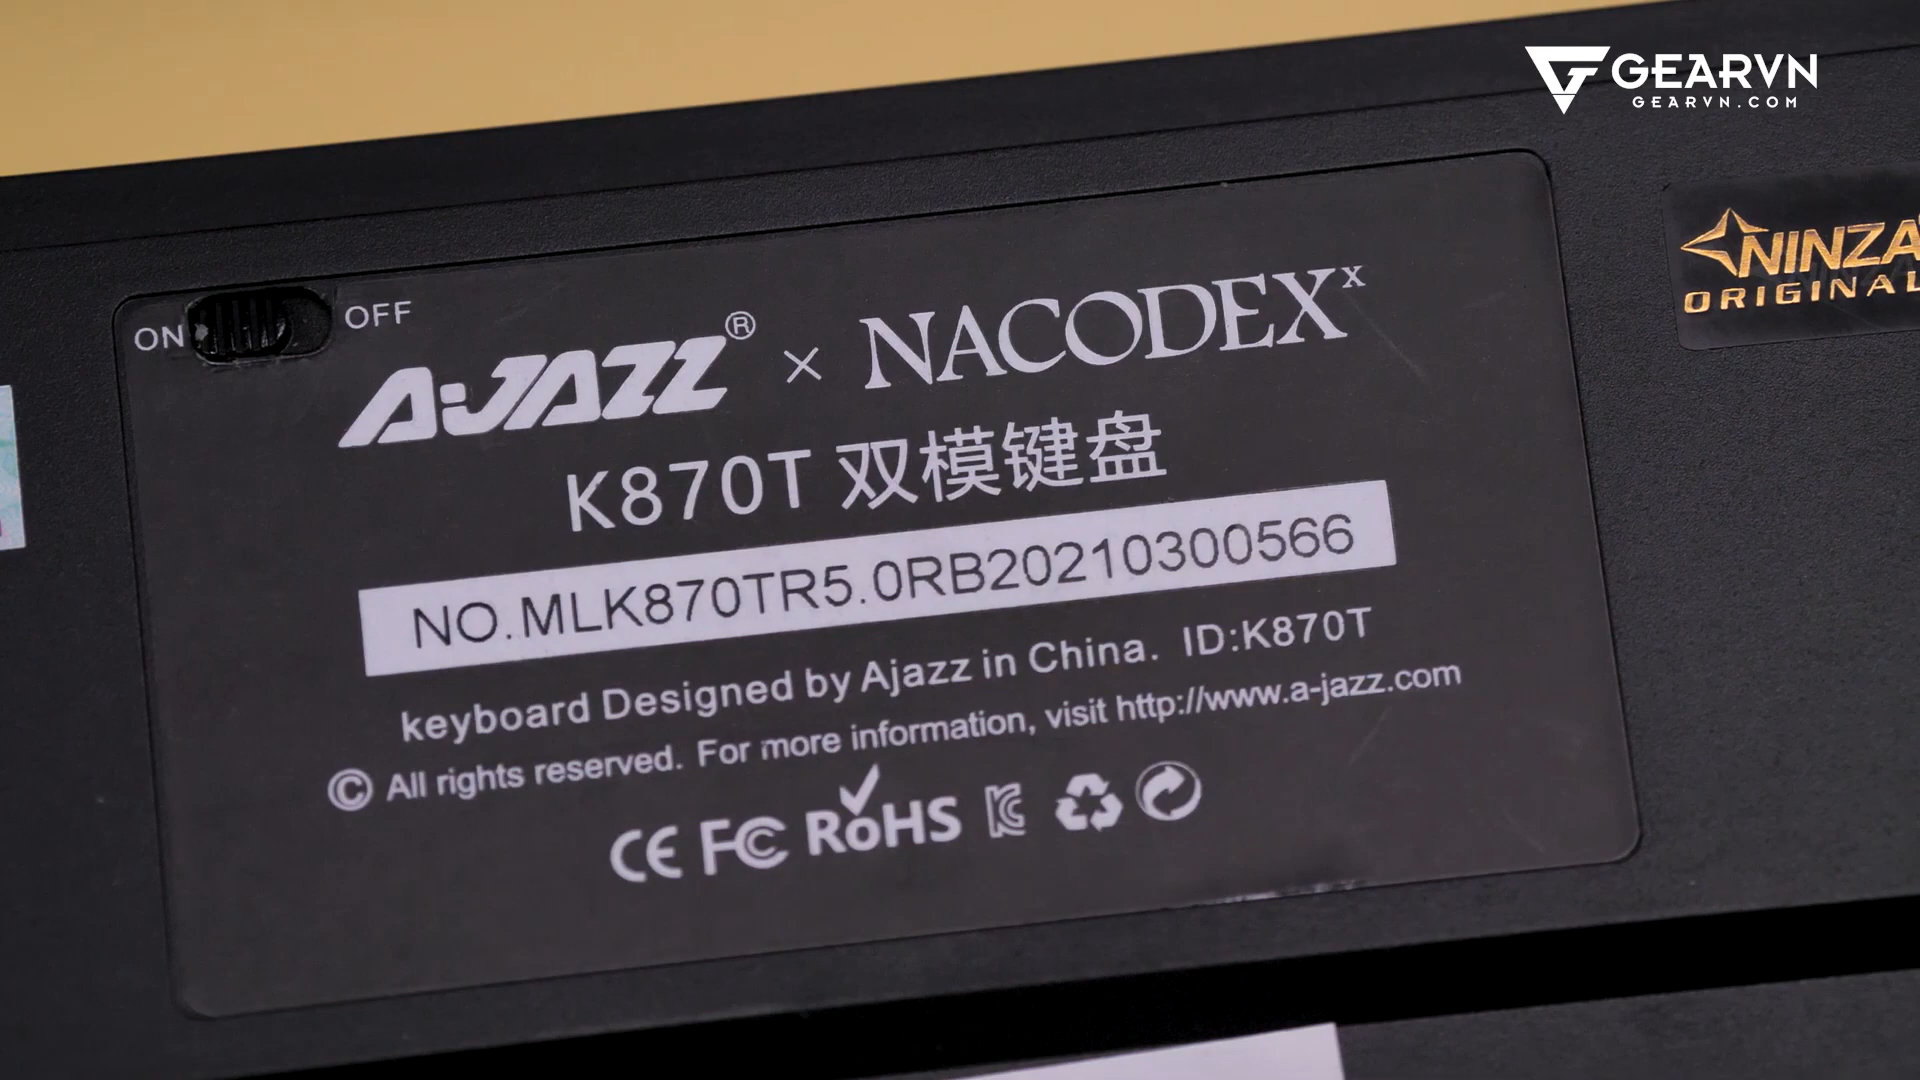 GEARVN
GEARVN.COM
NINZA
ORIGINAL
ON OFF
A-JAZZ® × NACODEX x
K870T 双模键盘
NO.MLK870TR5.0RB20210300566
keyboard Designed by Ajazz in China. ID:K870T
© All rights reserved. For more information, visit http://www.a-jazz.com
CE FC RoHS KC